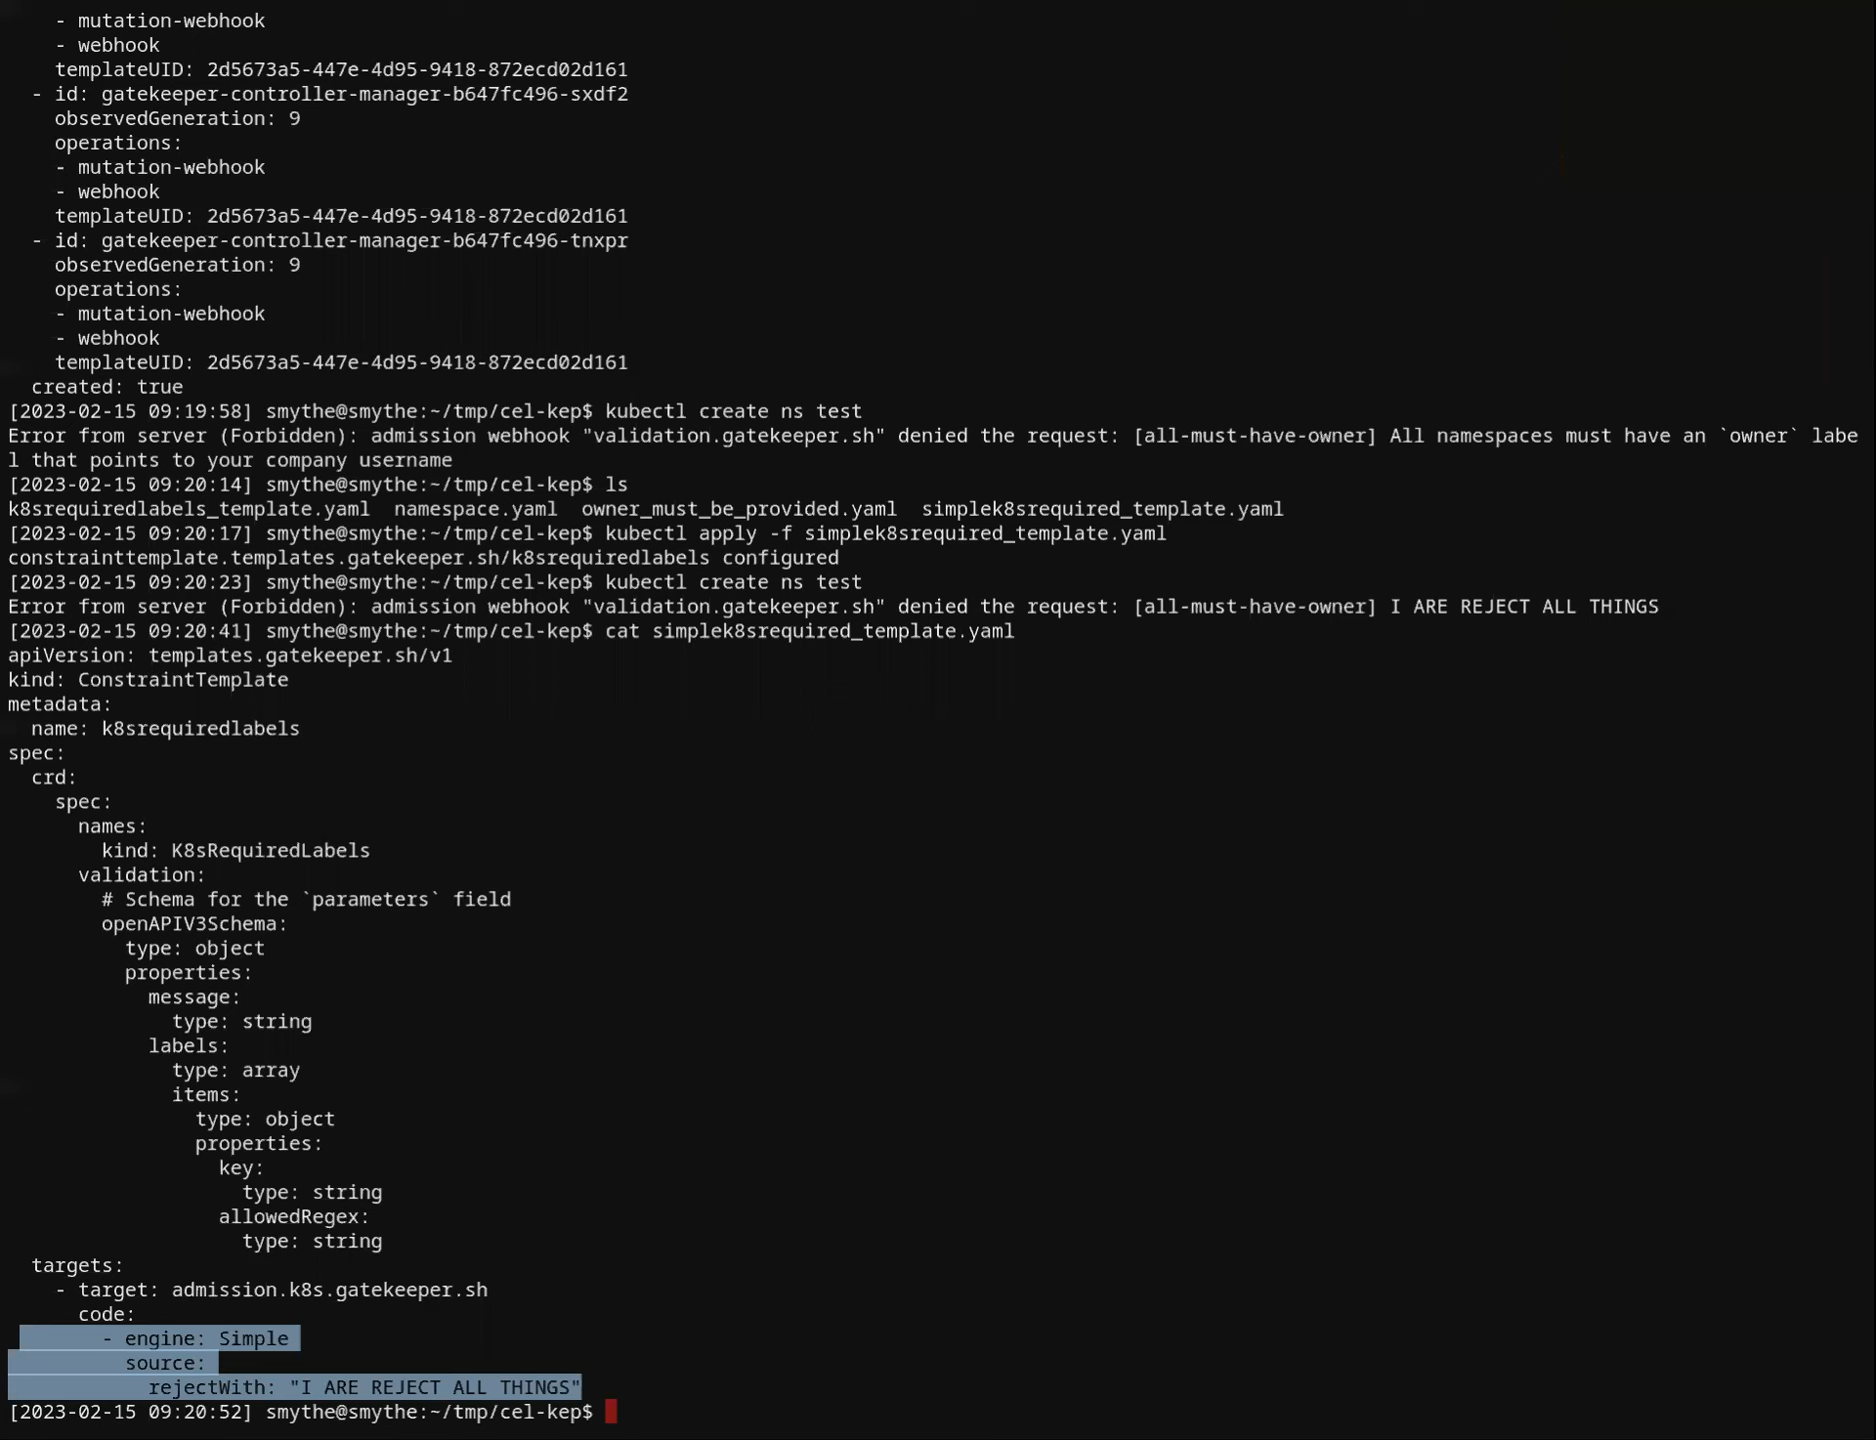 - mutation-webhook
    - webhook
    templateUID: 2d5673a5-447e-4d95-9418-872ecd02d161
  - id: gatekeeper-controller-manager-b647fc496-sxdf2
    observedGeneration: 9
    operations:
    - mutation-webhook
    - webhook
    templateUID: 2d5673a5-447e-4d95-9418-872ecd02d161
  - id: gatekeeper-controller-manager-b647fc496-tnxpr
    observedGeneration: 9
    operations:
    - mutation-webhook
    - webhook
    templateUID: 2d5673a5-447e-4d95-9418-872ecd02d161
  created: true
[2023-02-15 09:19:58] smythe@smythe:~/tmp/cel-kep$ kubectl create ns test
Error from server (Forbidden): admission webhook "validation.gatekeeper.sh" denied the request: [all-must-have-owner] All namespaces must have an `owner` labe
l that points to your company username
[2023-02-15 09:20:14] smythe@smythe:~/tmp/cel-kep$ ls
k8srequiredlabels_template.yaml  namespace.yaml  owner_must_be_provided.yaml  simplek8srequired_template.yaml
[2023-02-15 09:20:17] smythe@smythe:~/tmp/cel-kep$ kubectl apply -f simplek8srequired_template.yaml
constrainttemplate.templates.gatekeeper.sh/k8srequiredlabels configured
[2023-02-15 09:20:23] smythe@smythe:~/tmp/cel-kep$ kubectl create ns test
Error from server (Forbidden): admission webhook "validation.gatekeeper.sh" denied the request: [all-must-have-owner] I ARE REJECT ALL THINGS
[2023-02-15 09:20:41] smythe@smythe:~/tmp/cel-kep$ cat simplek8srequired_template.yaml
apiVersion: templates.gatekeeper.sh/v1
kind: ConstraintTemplate
metadata:
  name: k8srequiredlabels
spec:
  crd:
    spec:
      names:
        kind: K8sRequiredLabels
      validation:
        # Schema for the `parameters` field
        openAPIV3Schema:
          type: object
          properties:
            message:
              type: string
            labels:
              type: array
              items:
                type: object
                properties:
                  key:
                    type: string
                  allowedRegex:
                    type: string
  targets:
    - target: admission.k8s.gatekeeper.sh
      code:
        - engine: Simple
          source:
            rejectWith: "I ARE REJECT ALL THINGS"
[2023-02-15 09:20:52] smythe@smythe:~/tmp/cel-kep$